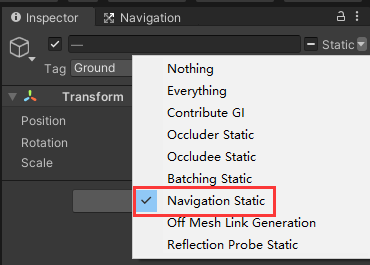 Inspector
Navigation
—
Static
Tag Ground
Transform
Position
Rotation
Scale
Nothing
Everything
Contribute GI
Occluder Static
Occludee Static
Batching Static
Navigation Static
Off Mesh Link Generation
Reflection Probe Static